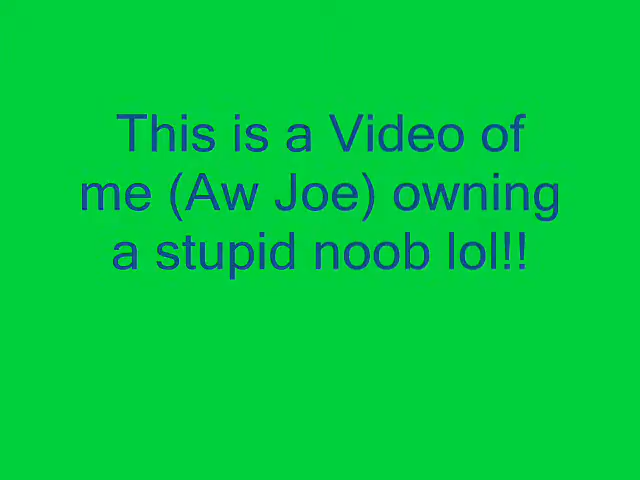 This is a Video of
me (Aw Joe) owning
a stupid noob lol!!